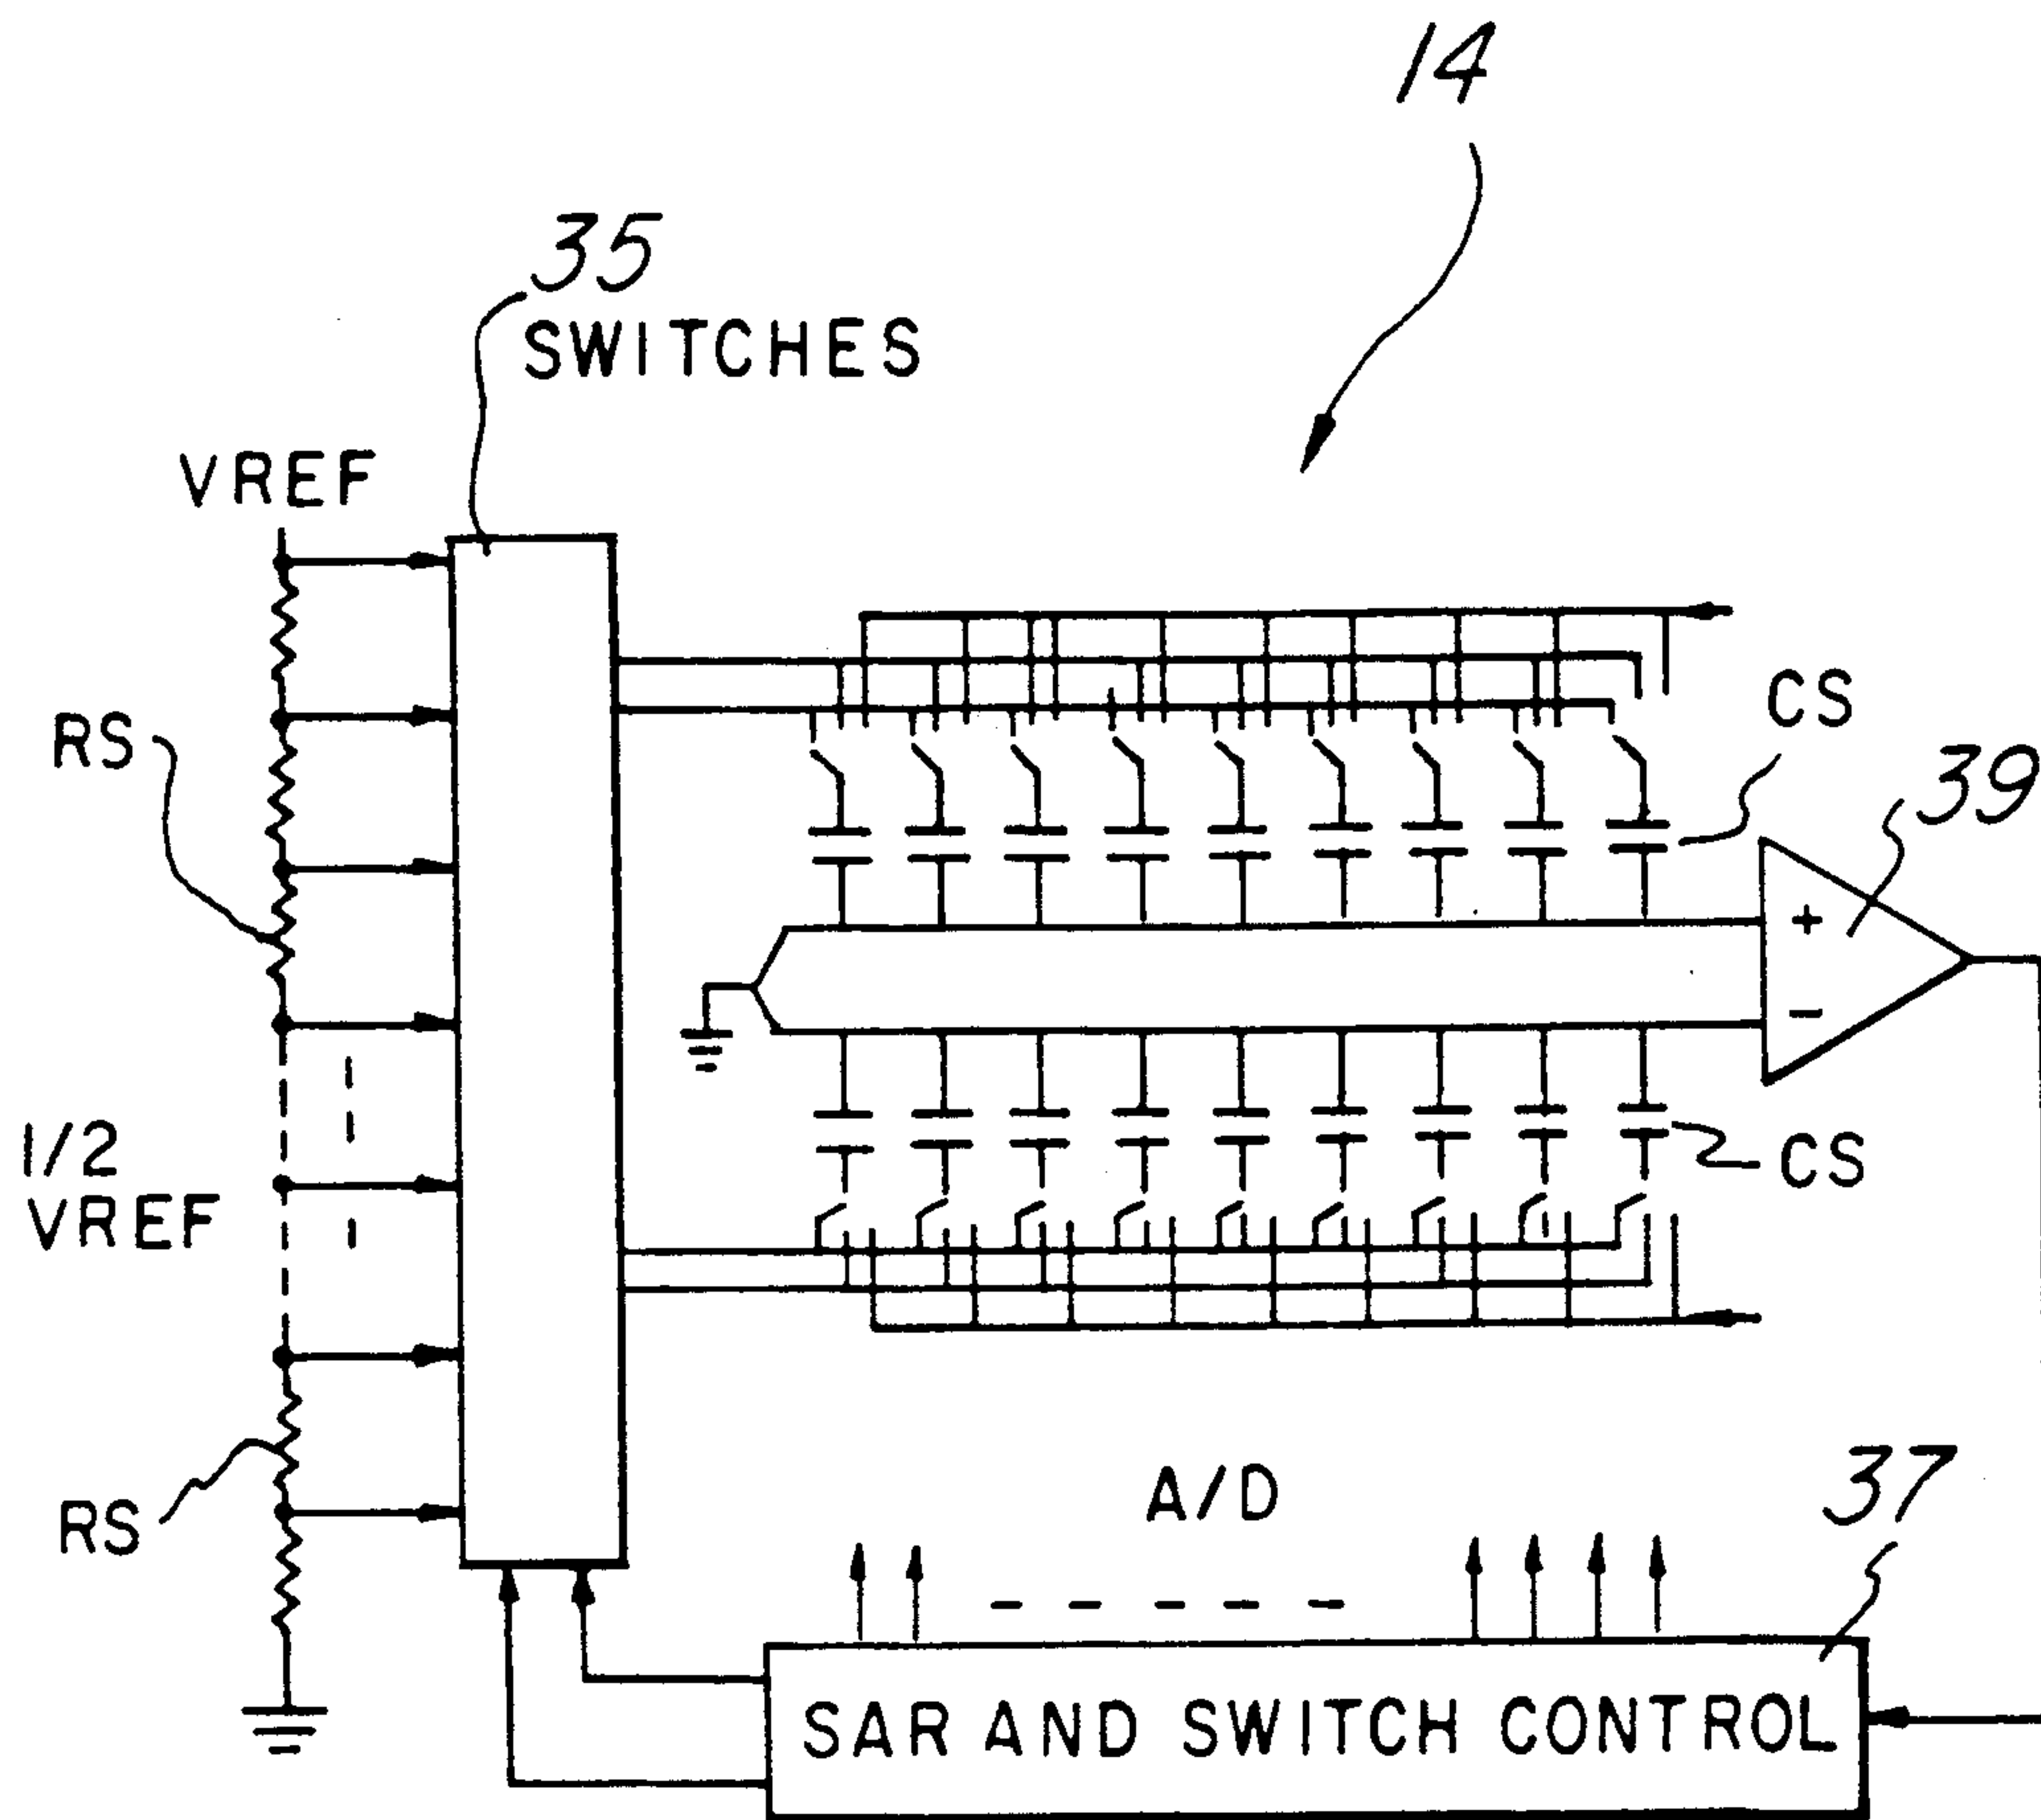 14
35
SWITCHES
VREF
RS
CS
39
+
-
1/2
VREF
CS
RS
A/D
37
SAR AND SWITCH CONTROL